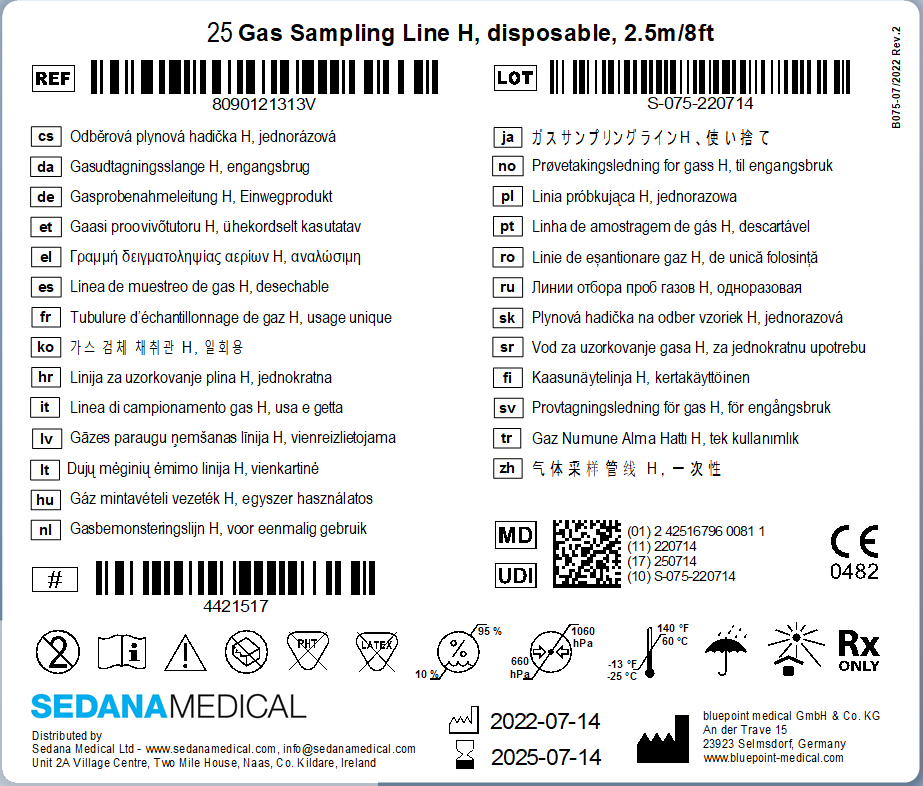 25 Gas Sampling Line H, disposable, 2.5m/8ft
B075-07/2022 Rev.2
REF
8090121313V
LOT
S-075-220714
cs Odběrová plynová hadička H, jednorázová
da Gasudtagningsslange H, engangsbrug
de Gasprobenahmeleitung H, Einwegprodukt
et Gaasi proovivõtutoru H, ühekordselt kasutatav
el Γραμμή δειγματοληψίας αερίων H, αναλώσιμη
es Linea de muestreo de gas H, desechable
fr Tubulure d'échantillonnage de gaz H, usage unique
ko 가스 검체 채취관 H, 일회용
hr Linija za uzorkovanje plina H, jednokratna
it Linea di campionamento gas H, usa e getta
lv Gāzes paraugu ņemšanas līnija H, vienreizlietojama
lt Dujų mėginių ėmimo linija H, vienkartinė
hu Gáz mintavételi vezeték H, egyszer használatos
nl Gasbemonsteringslijn H, voor eenmalig gebruik
ja ガスサンプリングラインH、使い捨て
no Prøvetakingsledning for gass H, til engangsbruk
pl Linia próbkująca H, jednorazowa
pt Linha de amostragem de gás H, descartável
ro Linie de eșantionare gaz H, de unică folosință
ru Линии отбора проб газов H, одноразовая
sk Plynová hadička na odber vzoriek H, jednorazová
sr Vod za uzorkovanje gasa H, za jednokratnu upotrebu
fi Kaasunäytelinja H, kertakäyttöinen
sv Provtagningsledning för gas H, för engångsbruk
tr Gaz Numune Alma Hattı H, tek kullanımlık
zh 气体采样管线 H, 一次性
#
4421517
MD
UDI
(01) 2 42516796 0081 1
(11) 220714
(17) 250714
(10) S-075-220714
CE
0482
2
i
PHT
LATEX
95 %
%
10 %
1060
hPa
660
hPa
140 °F
60 °C
-13 °F
-25 °C
Rx
ONLY
SEDANAMEDICAL
Distributed by
Sedana Medical Ltd - www.sedanamedical.com, info@sedanamedical.com
Unit 2A Village Centre, Two Mile House, Naas, Co. Kildare, Ireland
2022-07-14
2025-07-14
bluepoint medical GmbH & Co. KG
An der Trave 15
23923 Selmsdorf, Germany
www.bluepoint-medical.com